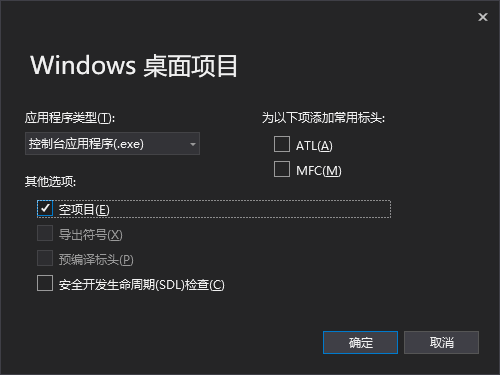 Windows 桌面项目
应用程序类型(T):
控制台应用程序(.exe)
为以下项添加常用标头:
ATL(A)
MFC(M)
其他选项:
空项目(E)
导出符号(X)
预编译标头(P)
安全开发生命周期(SDL)检查(C)
确定
取消